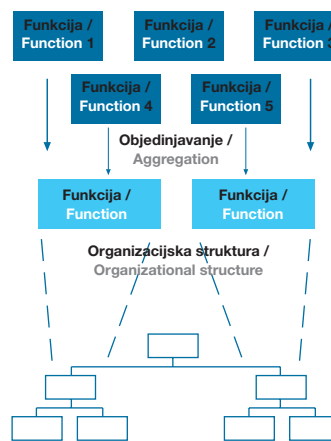 Funkcija /
Function 1
Funkcija /
Function 2
Funkcija /
Function 3
Funkcija /
Function 4
Funkcija /
Function 5
Objedinjavanje /
Aggregation
Funkcija /
Function
Funkcija /
Function
Organizacijska struktura /
Organizational structure